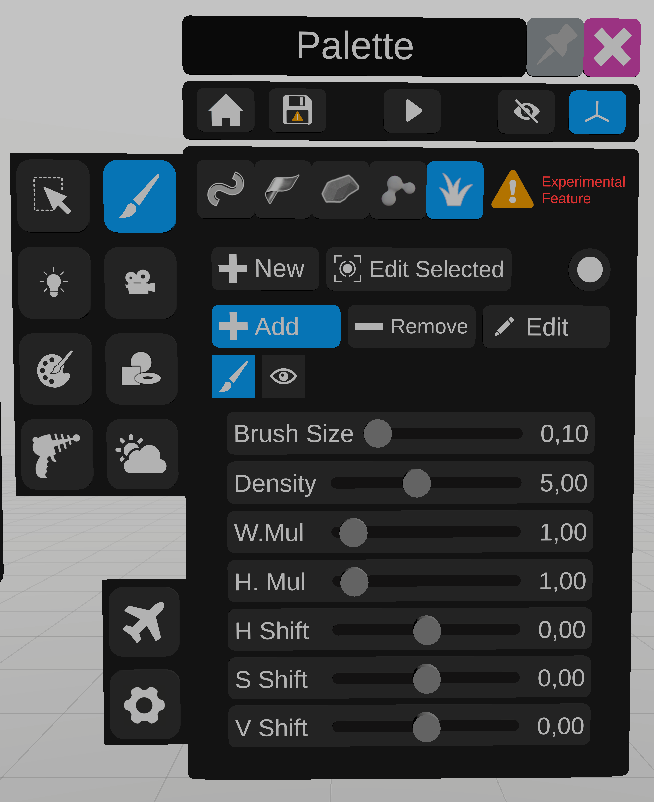 Palette
Experimental
Feature
New
Edit Selected
Add
Remove
Edit
Brush Size 0,10
Density 5,00
W.Mul 1,00
H. Mul 1,00
H Shift 0,00
S Shift 0,00
V Shift 0,00